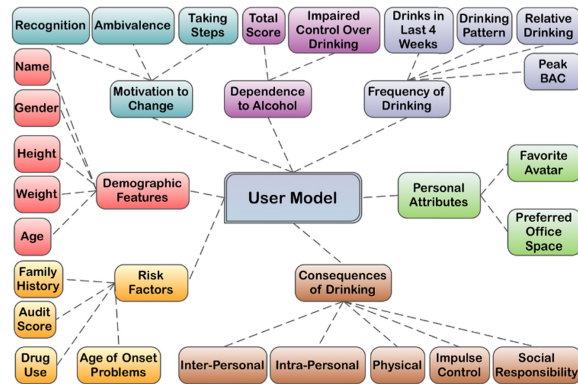 Recognition
Ambivalence
Taking
Steps
Total
Score
Impaired
Control Over
Drinking
Drinks in
Last 4
Weeks
Drinking
Pattern
Relative
Drinking
Peak
BAC
Name
Gender
Height
Weight
Age
Motivation to
Change
Dependence
to Alcohol
Frequency of
Drinking
Demographic
Features
User Model
Personal
Attributes
Favorite
Avatar
Preferred
Office
Space
Family
History
Audit
Score
Drug
Use
Risk
Factors
Age of Onset
Problems
Consequences
of Drinking
Inter-Personal
Intra-Personal
Physical
Impulse
Control
Social
Responsibility